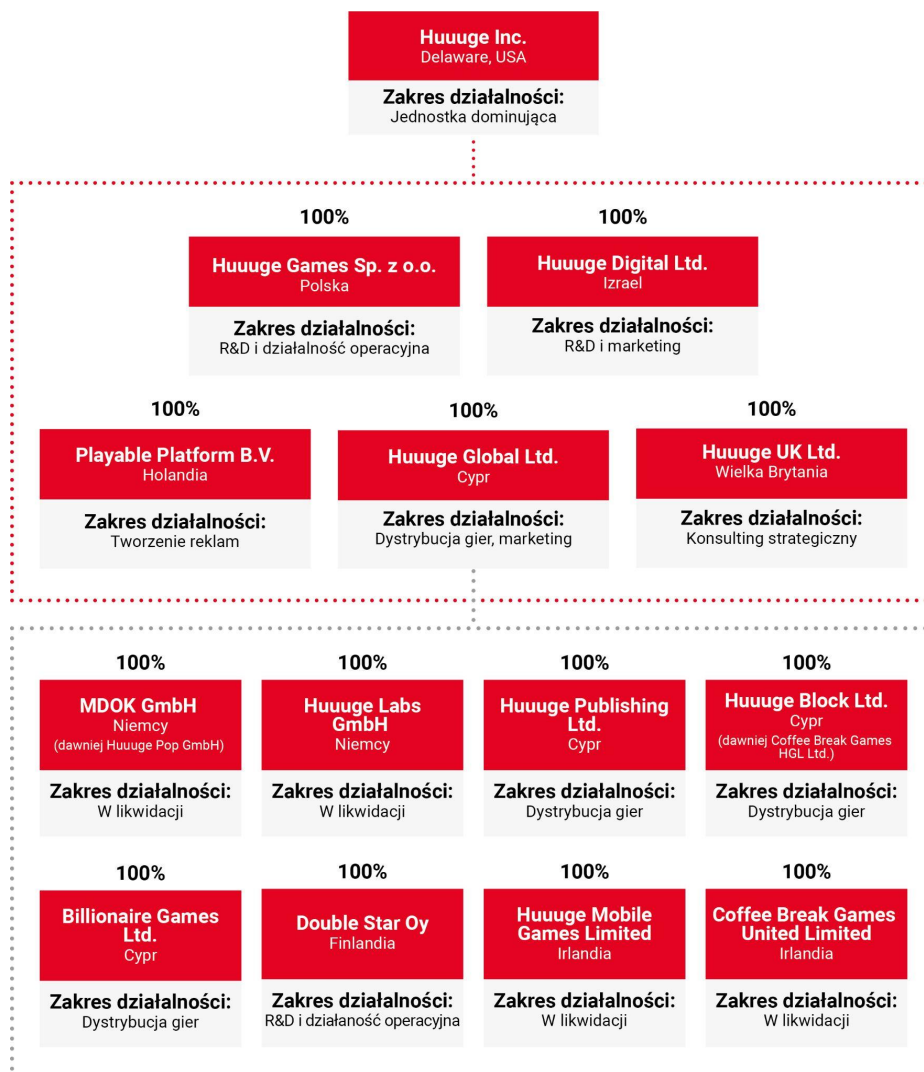 Huuuge Inc.
Delaware, USA
Zakres działalności:
Jednostka dominująca
100%
Huuuge Games Sp. z o.o.
Polska
Zakres działalności:
R&D i działalność operacyjna
100%
Huuuge Digital Ltd.
Izrael
Zakres działalności:
R&D i marketing
100%
Playable Platform B.V.
Holandia
Zakres działalności:
Tworzenie reklam
100%
Huuuge Global Ltd.
Cypr
Zakres działalności:
Dystrybucja gier, marketing
100%
Huuuge UK Ltd.
Wielka Brytania
Zakres działalności:
Konsulting strategiczny
100%
MDOK GmbH
Niemcy
(dawniej Huuuge Pop GmbH)
Zakres działalności:
W likwidacji
100%
Huuuge Labs
GmbH
Niemcy
Zakres działalności:
W likwidacji
100%
Huuuge Publishing
Ltd.
Cypr
Zakres działalności:
Dystrybucja gier
100%
Huuuge Block Ltd.
Cypr
(dawniej Coffee Break Games
HGL Ltd.)
Zakres działalności:
Dystrybucja gier
100%
Billionaire Games
Ltd.
Cypr
Zakres działalności:
Dystrybucja gier
100%
Double Star Oy
Finlandia
Zakres działalności:
R&D i działaność operacyjna
100%
Huuuge Mobile
Games Limited
Irlandia
Zakres działalności:
W likwidacji
100%
Coffee Break Games
United Limited
Irlandia
Zakres działalności:
W likwidacji